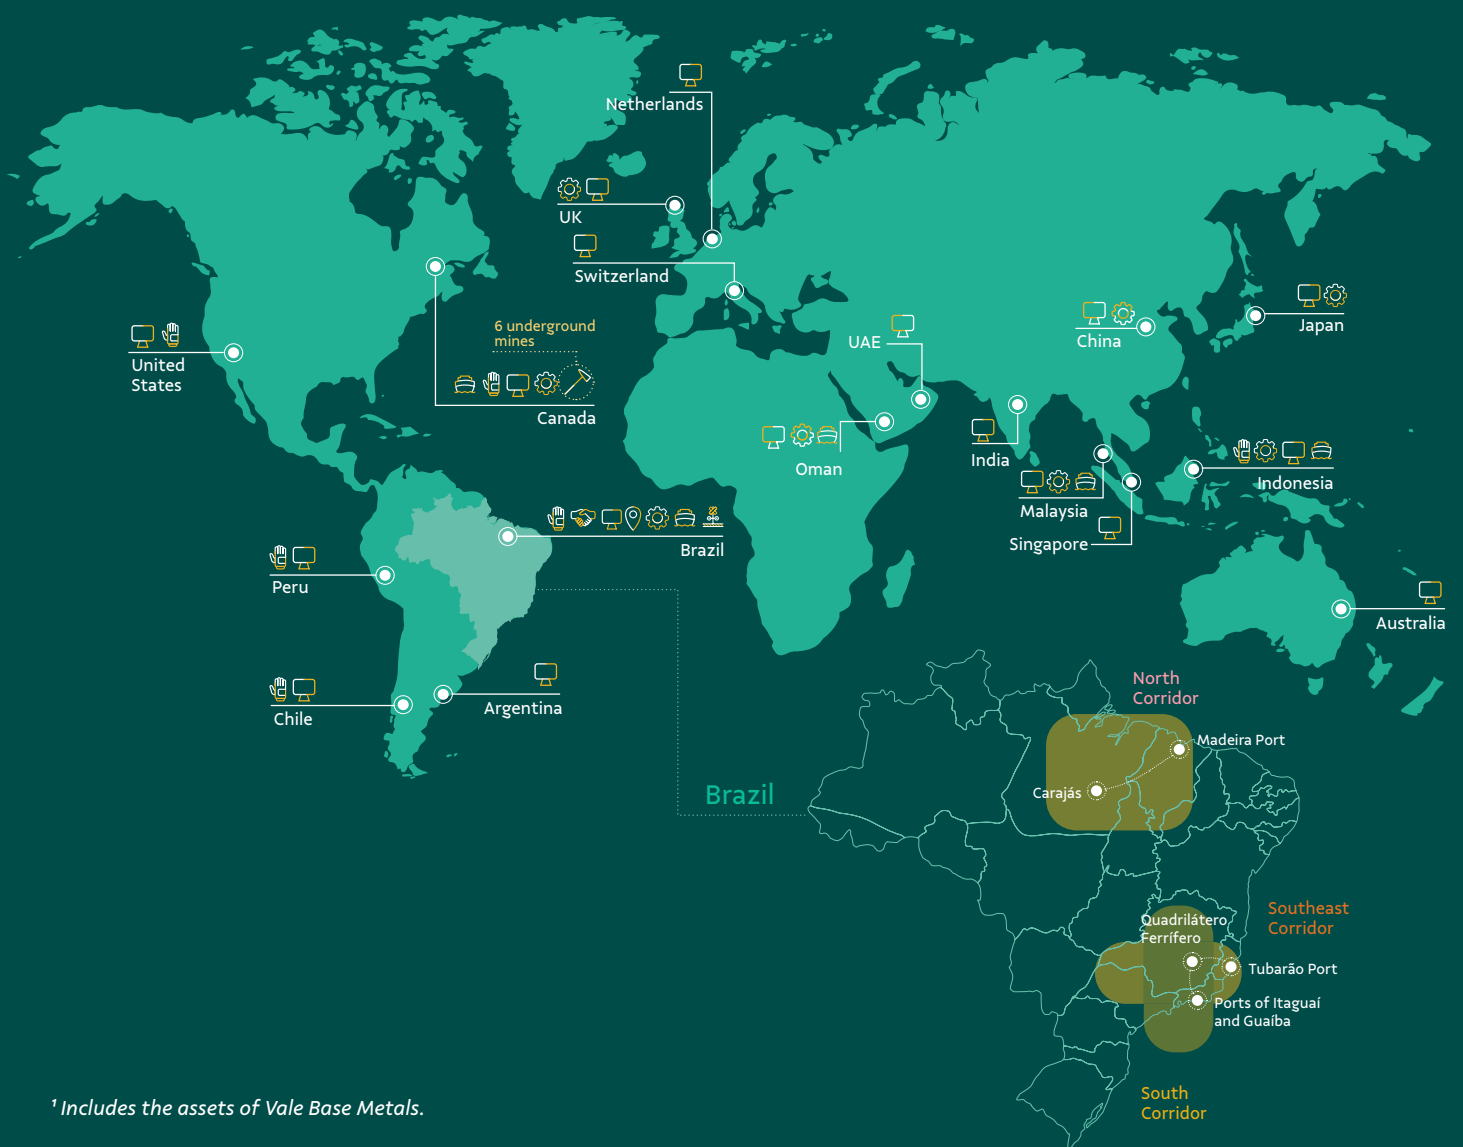 Netherlands
UK
Switzerland
6 underground
mines
Canada
United
States
UAE
Oman
China
Japan
India
Malaysia
Singapore
Indonesia
Brazil
Peru
Chile
Argentina
Australia
Brazil
North
Corridor
Madeira Port
Carajás
Southeast
Corridor
Quadrilátero
Ferrífero
Tubarão Port
Ports of Itaguaí
and Guaíba
South
Corridor
¹ Includes the assets of Vale Base Metals.